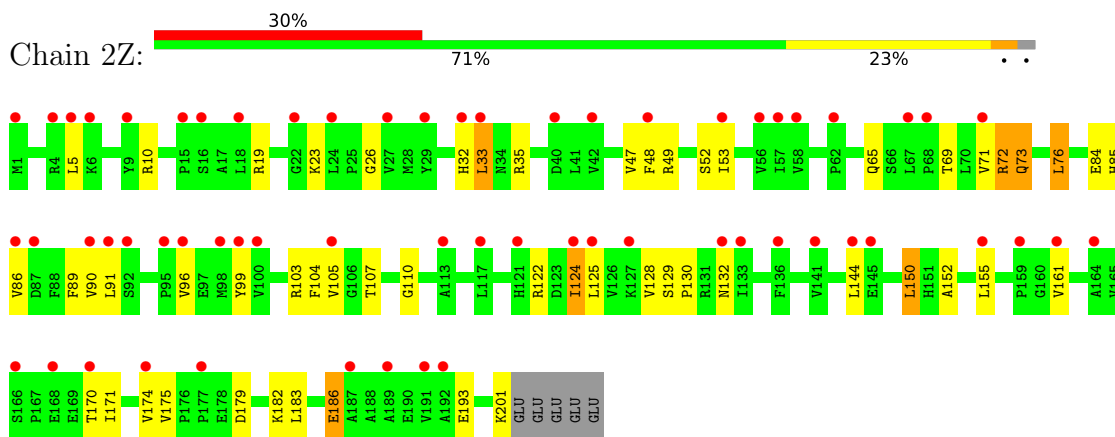 30%
Chain 2Z:
71% 23% • •
M1 R4 L5 K6 Y9 R10 P15 S16 A17 L18 R19 G22 K23 L24 P25 G26 V27 M28 Y29 H32 L33 N34 R35 D40 L41 V42 V47 F48 R49 S52 I53 V56 I57 V58 P62 Q65 S66 L67 P68 T69 L70 V71 R72 Q73 L76 E84 H85
V86 D87 F88 F89 V90 L91 S92 P95 V96 E97 M98 Y99 V100 R103 F104 V105 G106 T107 G110 A113 L117 H121 R122 D123 I124 L125 V126 K127 V128 S129 P130 R131 N132 I133 F136 V141 L144 E145 L150 H151 A152 L155 P159 G160 V161 A164 V165
S166 P167 E168 E169 T170 I171 V174 V175 P176 P177 E178 D179 K182 L183 E186 A187 A188 A189 E190 V191 A192 E193 K201 GLU GLU GLU GLU GLU